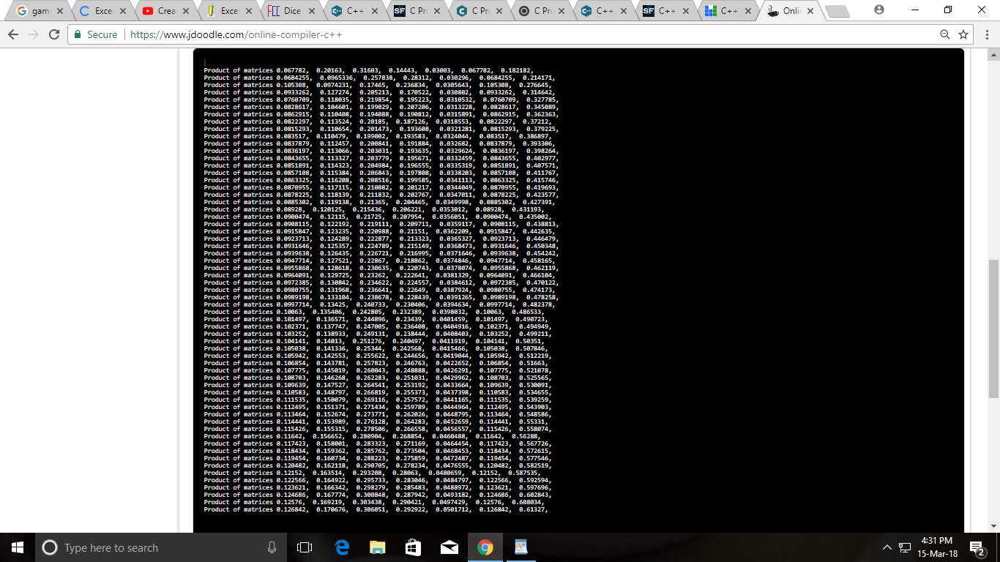 gam
Excel
Crea
Excel
Dice
C++
C Pr
C Pr
C Pr
C++
C++
C++
Onli
Secure
https://www.jdoodle.com/online-compiler-c++
Product of matrices 0.067782, 0.20163, 0.31603, 0.14443, 0.03003, 0.067782, 0.182182,
Product of matrices 0.0684255, 0.0965336, 0.257838, 0.28312, 0.030296, 0.0684255, 0.214171,
Product of matrices 0.105308, 0.0974231, 0.17465, 0.236834, 0.0305643, 0.105308, 0.276645,
Product of matrices 0.0933262, 0.127274, 0.205213, 0.170522, 0.030802, 0.0933262, 0.314642,
Product of matrices 0.0760709, 0.118035, 0.219854, 0.195223, 0.0310532, 0.0760709, 0.327785,
Product of matrices 0.0828617, 0.104601, 0.199029, 0.207206, 0.0313228, 0.0828617, 0.345089,
Product of matrices 0.0862915, 0.110408, 0.194088, 0.190812, 0.0315891, 0.0862915, 0.362363,
Product of matrices 0.0822297, 0.113524, 0.20185, 0.187126, 0.0318553, 0.0822297, 0.37212,
Product of matrices 0.0815293, 0.110654, 0.201473, 0.193608, 0.0321281, 0.0815293, 0.379225,
Product of matrices 0.083517, 0.110479, 0.199002, 0.193583, 0.0324044, 0.083517, 0.386897,
Product of matrices 0.0837879, 0.112457, 0.200841, 0.191884, 0.032682, 0.0837879, 0.393306,
Product of matrices 0.0836197, 0.113066, 0.203031, 0.193635, 0.0329624, 0.0836197, 0.398264,
Product of matrices 0.0843655, 0.113327, 0.203779, 0.195671, 0.0332459, 0.0843655, 0.402977,
Product of matrices 0.0851891, 0.114323, 0.204984, 0.196555, 0.0335319, 0.0851891, 0.407571,
Product of matrices 0.0857108, 0.115384, 0.206843, 0.197808, 0.0338203, 0.0857108, 0.411767,
Product of matrices 0.0863325, 0.116208, 0.208516, 0.199585, 0.0341113, 0.0863325, 0.415746,
Product of matrices 0.0870955, 0.117115, 0.210082, 0.201217, 0.0344049, 0.0870955, 0.419693,
Product of matrices 0.0878225, 0.118139, 0.211832, 0.202767, 0.0347011, 0.0878225, 0.423577,
Product of matrices 0.0885302, 0.119138, 0.21365, 0.204465, 0.0349998, 0.0885302, 0.427391,
Product of matrices 0.08928, 0.120125, 0.215436, 0.206221, 0.0353012, 0.08928, 0.431193,
Product of matrices 0.0900474, 0.12115, 0.21725, 0.207954, 0.0356051, 0.0900474, 0.435002,
Product of matrices 0.0908115, 0.122192, 0.219111, 0.209711, 0.0359117, 0.0908115, 0.438813,
Product of matrices 0.0915847, 0.123235, 0.220988, 0.21151, 0.0362209, 0.0915847, 0.442635,
Product of matrices 0.0923713, 0.124289, 0.222877, 0.213323, 0.0365327, 0.0923713, 0.446479,
Product of matrices 0.0931646, 0.125357, 0.224789, 0.215149, 0.0368473, 0.0931646, 0.450348,
Product of matrices 0.0939638, 0.126435, 0.226721, 0.216995, 0.0371646, 0.0939638, 0.454242,
Product of matrices 0.0947714, 0.127521, 0.22867, 0.218862, 0.0374846, 0.0947714, 0.458165,
Product of matrices 0.0955868, 0.128618, 0.230635, 0.220743, 0.0378074, 0.0955868, 0.462119,
Product of matrices 0.0964091, 0.129725, 0.23262, 0.222641, 0.0381329, 0.0964091, 0.466104,
Product of matrices 0.0972385, 0.130842, 0.234622, 0.224557, 0.0384612, 0.0972385, 0.470122,
Product of matrices 0.0980755, 0.131968, 0.236641, 0.22649, 0.0387924, 0.0980755, 0.474173,
Product of matrices 0.0989198, 0.133104, 0.238678, 0.228439, 0.0391265, 0.0989198, 0.478258,
Product of matrices 0.0997714, 0.13425, 0.240733, 0.230406, 0.0394634, 0.0997714, 0.482378,
Product of matrices 0.10063, 0.135406, 0.242805, 0.232389, 0.0398032, 0.10063, 0.486533,
Product of matrices 0.101497, 0.136571, 0.244896, 0.23439, 0.0401459, 0.101497, 0.490723,
Product of matrices 0.102371, 0.137747, 0.247005, 0.236408, 0.0404916, 0.102371, 0.494949,
Product of matrices 0.103252, 0.138933, 0.249131, 0.238444, 0.0408403, 0.103252, 0.499211,
Product of matrices 0.104141, 0.14013, 0.251276, 0.240497, 0.0411919, 0.104141, 0.50351,
Product of matrices 0.105038, 0.141336, 0.25344, 0.242568, 0.0415466, 0.105038, 0.507846,
Product of matrices 0.105942, 0.142553, 0.255622, 0.244656, 0.0419044, 0.105942, 0.512219,
Product of matrices 0.106854, 0.143781, 0.257823, 0.246763, 0.0422652, 0.106854, 0.51663,
Product of matrices 0.107775, 0.145019, 0.260043, 0.248888, 0.0426291, 0.107775, 0.521078,
Product of matrices 0.108703, 0.146268, 0.262283, 0.251031, 0.0429962, 0.108703, 0.525565,
Product of matrices 0.109639, 0.147527, 0.264541, 0.253192, 0.0433664, 0.109639, 0.530091,
Product of matrices 0.110583, 0.148797, 0.266819, 0.255373, 0.0437398, 0.110583, 0.534655,
Product of matrices 0.111535, 0.150079, 0.269116, 0.257572, 0.0441165, 0.111535, 0.539259,
Product of matrices 0.112495, 0.151371, 0.271434, 0.259789, 0.0444964, 0.112495, 0.543903,
Product of matrices 0.113464, 0.152674, 0.273771, 0.262026, 0.0448795, 0.113464, 0.548586,
Product of matrices 0.114441, 0.153989, 0.276128, 0.264283, 0.0452659, 0.114441, 0.55331,
Product of matrices 0.115426, 0.155315, 0.278506, 0.266558, 0.0456557, 0.115426, 0.558074,
Product of matrices 0.11642, 0.156652, 0.280904, 0.268854, 0.0460488, 0.11642, 0.56288,
Product of matrices 0.117423, 0.158001, 0.283323, 0.271169, 0.0464454, 0.117423, 0.567726,
Product of matrices 0.118434, 0.159362, 0.285762, 0.273504, 0.0468453, 0.118434, 0.572615,
Product of matrices 0.119454, 0.160734, 0.288223, 0.275859, 0.0472487, 0.119454, 0.577546,
Product of matrices 0.120482, 0.162118, 0.290705, 0.278234, 0.0476555, 0.120482, 0.582519,
Product of matrices 0.12152, 0.163514, 0.293208, 0.28063, 0.0480659, 0.12152, 0.587535,
Product of matrices 0.122566, 0.164922, 0.295733, 0.283046, 0.0484797, 0.122566, 0.592594,
Product of matrices 0.123621, 0.166342, 0.298279, 0.285483, 0.0488972, 0.123621, 0.597696,
Product of matrices 0.124686, 0.167774, 0.300848, 0.287942, 0.0493182, 0.124686, 0.602843,
Product of matrices 0.12576, 0.169219, 0.303438, 0.290421, 0.0497429, 0.12576, 0.608034,
Product of matrices 0.126842, 0.170676, 0.306051, 0.292922, 0.0501712, 0.126842, 0.61327,
Type here to search
4:31 PM
15-Mar-18
2